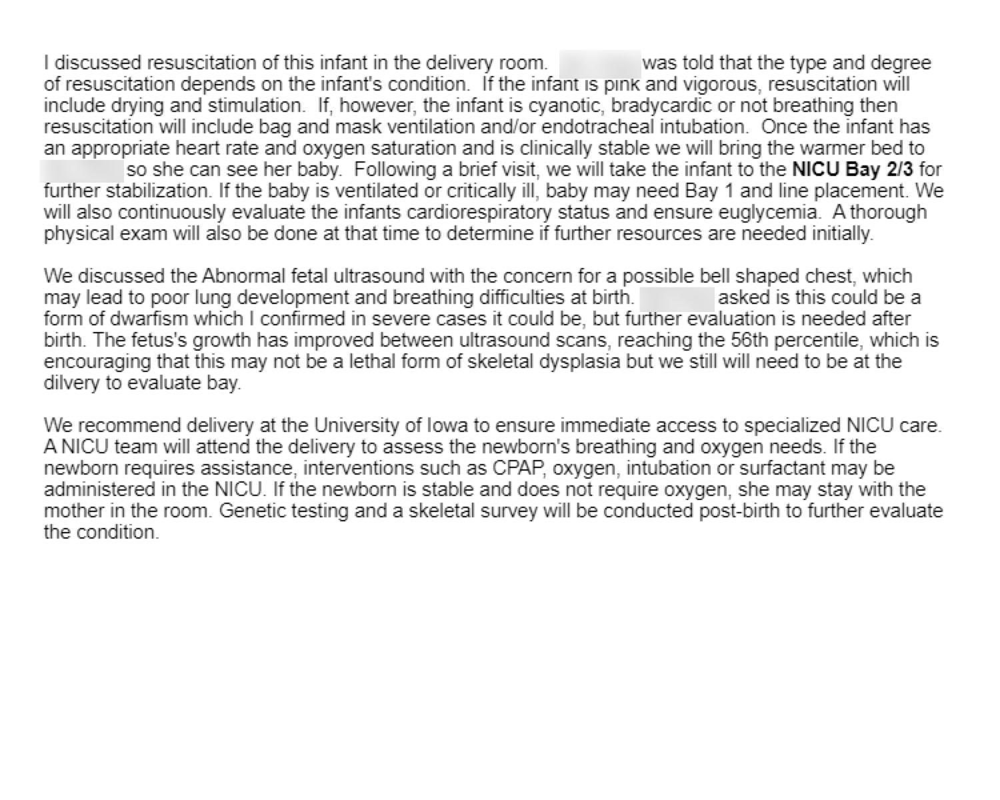 I discussed resuscitation of this infant in the delivery room. was told that the type and degree
of resuscitation depends on the infant's condition. If the infant is pink and vigorous, resuscitation will
include drying and stimulation. If, however, the infant is cyanotic, bradycardic or not breathing then
resuscitation will include bag and mask ventilation and/or endotracheal intubation. Once the infant has
an appropriate heart rate and oxygen saturation and is clinically stable we will bring the warmer bed to
so she can see her baby. Following a brief visit, we will take the infant to the NICU Bay 2/3 for
further stabilization. If the baby is ventilated or critically ill, baby may need Bay 1 and line placement. We
will also continuously evaluate the infants cardiorespiratory status and ensure euglycemia. A thorough
physical exam will also be done at that time to determine if further resources are needed initially.
We discussed the Abnormal fetal ultrasound with the concern for a possible bell shaped chest, which
may lead to poor lung development and breathing difficulties at birth. asked is this could be a
form of dwarfism which I confirmed in severe cases it could be, but further evaluation is needed after
birth. The fetus's growth has improved between ultrasound scans, reaching the 56th percentile, which is
encouraging that this may not be a lethal form of skeletal dysplasia but we still will need to be at the
dilvery to evaluate bay.
We recommend delivery at the University of Iowa to ensure immediate access to specialized NICU care.
A NICU team will attend the delivery to assess the newborn's breathing and oxygen needs. If the
newborn requires assistance, interventions such as CPAP, oxygen, intubation or surfactant may be
administered in the NICU. If the newborn is stable and does not require oxygen, she may stay with the
mother in the room. Genetic testing and a skeletal survey will be conducted post-birth to further evaluate
the condition.